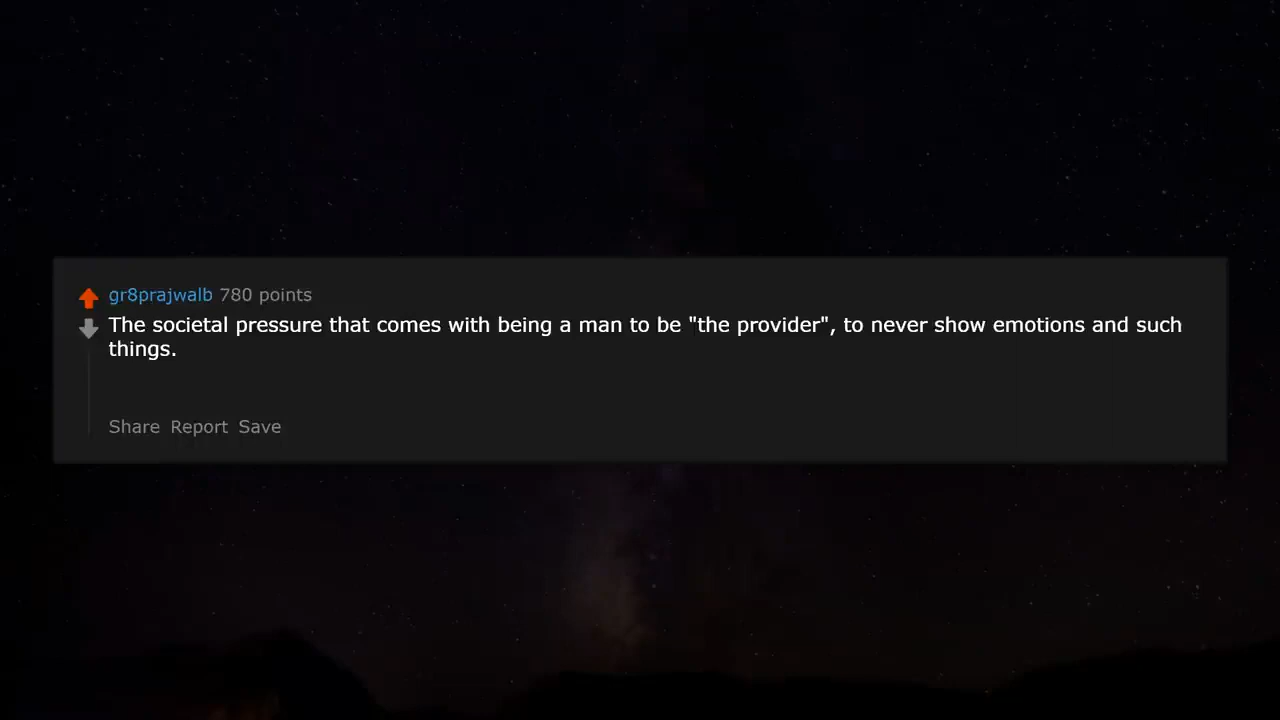 gr8prajwalb 780 points
The societal pressure that comes with being a man to be "the provider", to never show emotions and such
things.
Share Report Save